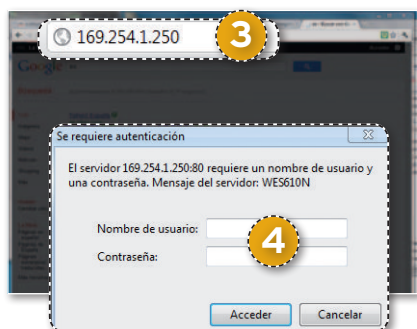 169.254.1.250
3
Google
Se requiere autenticación
El servidor 169.254.1.250:80 requiere un nombre de usuario y
una contraseña. Mensaje del servidor: WES610N
Nombre de usuario:
4
Contraseña:
Acceder
Cancelar